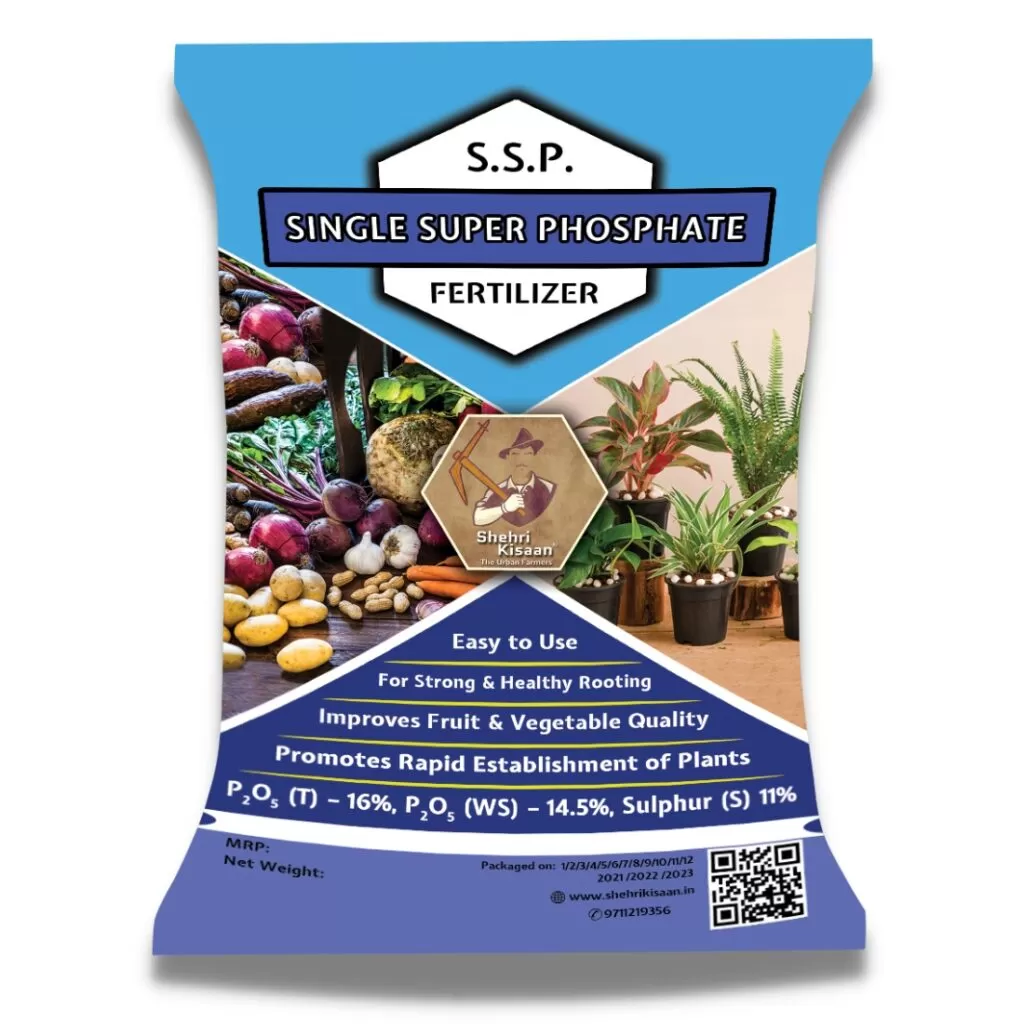 S.S.P.
SINGLE SUPER PHOSPHATE
FERTILIZER
Shehri
Kisaan®
The Urban Farmers
Easy to Use
For Strong & Healthy Rooting
Improves Fruit & Vegetable Quality
Promotes Rapid Establishment of Plants
P₂O₅ (T) – 16%, P₂O₅ (WS) – 14.5%, Sulphur (S) 11%
MRP:
Net Weight:
Packaged on: 1/2/3/4/5/6/7/8/9/10/11/12
2021 /2022 /2023
www.shehrikisaan.in
9711219356